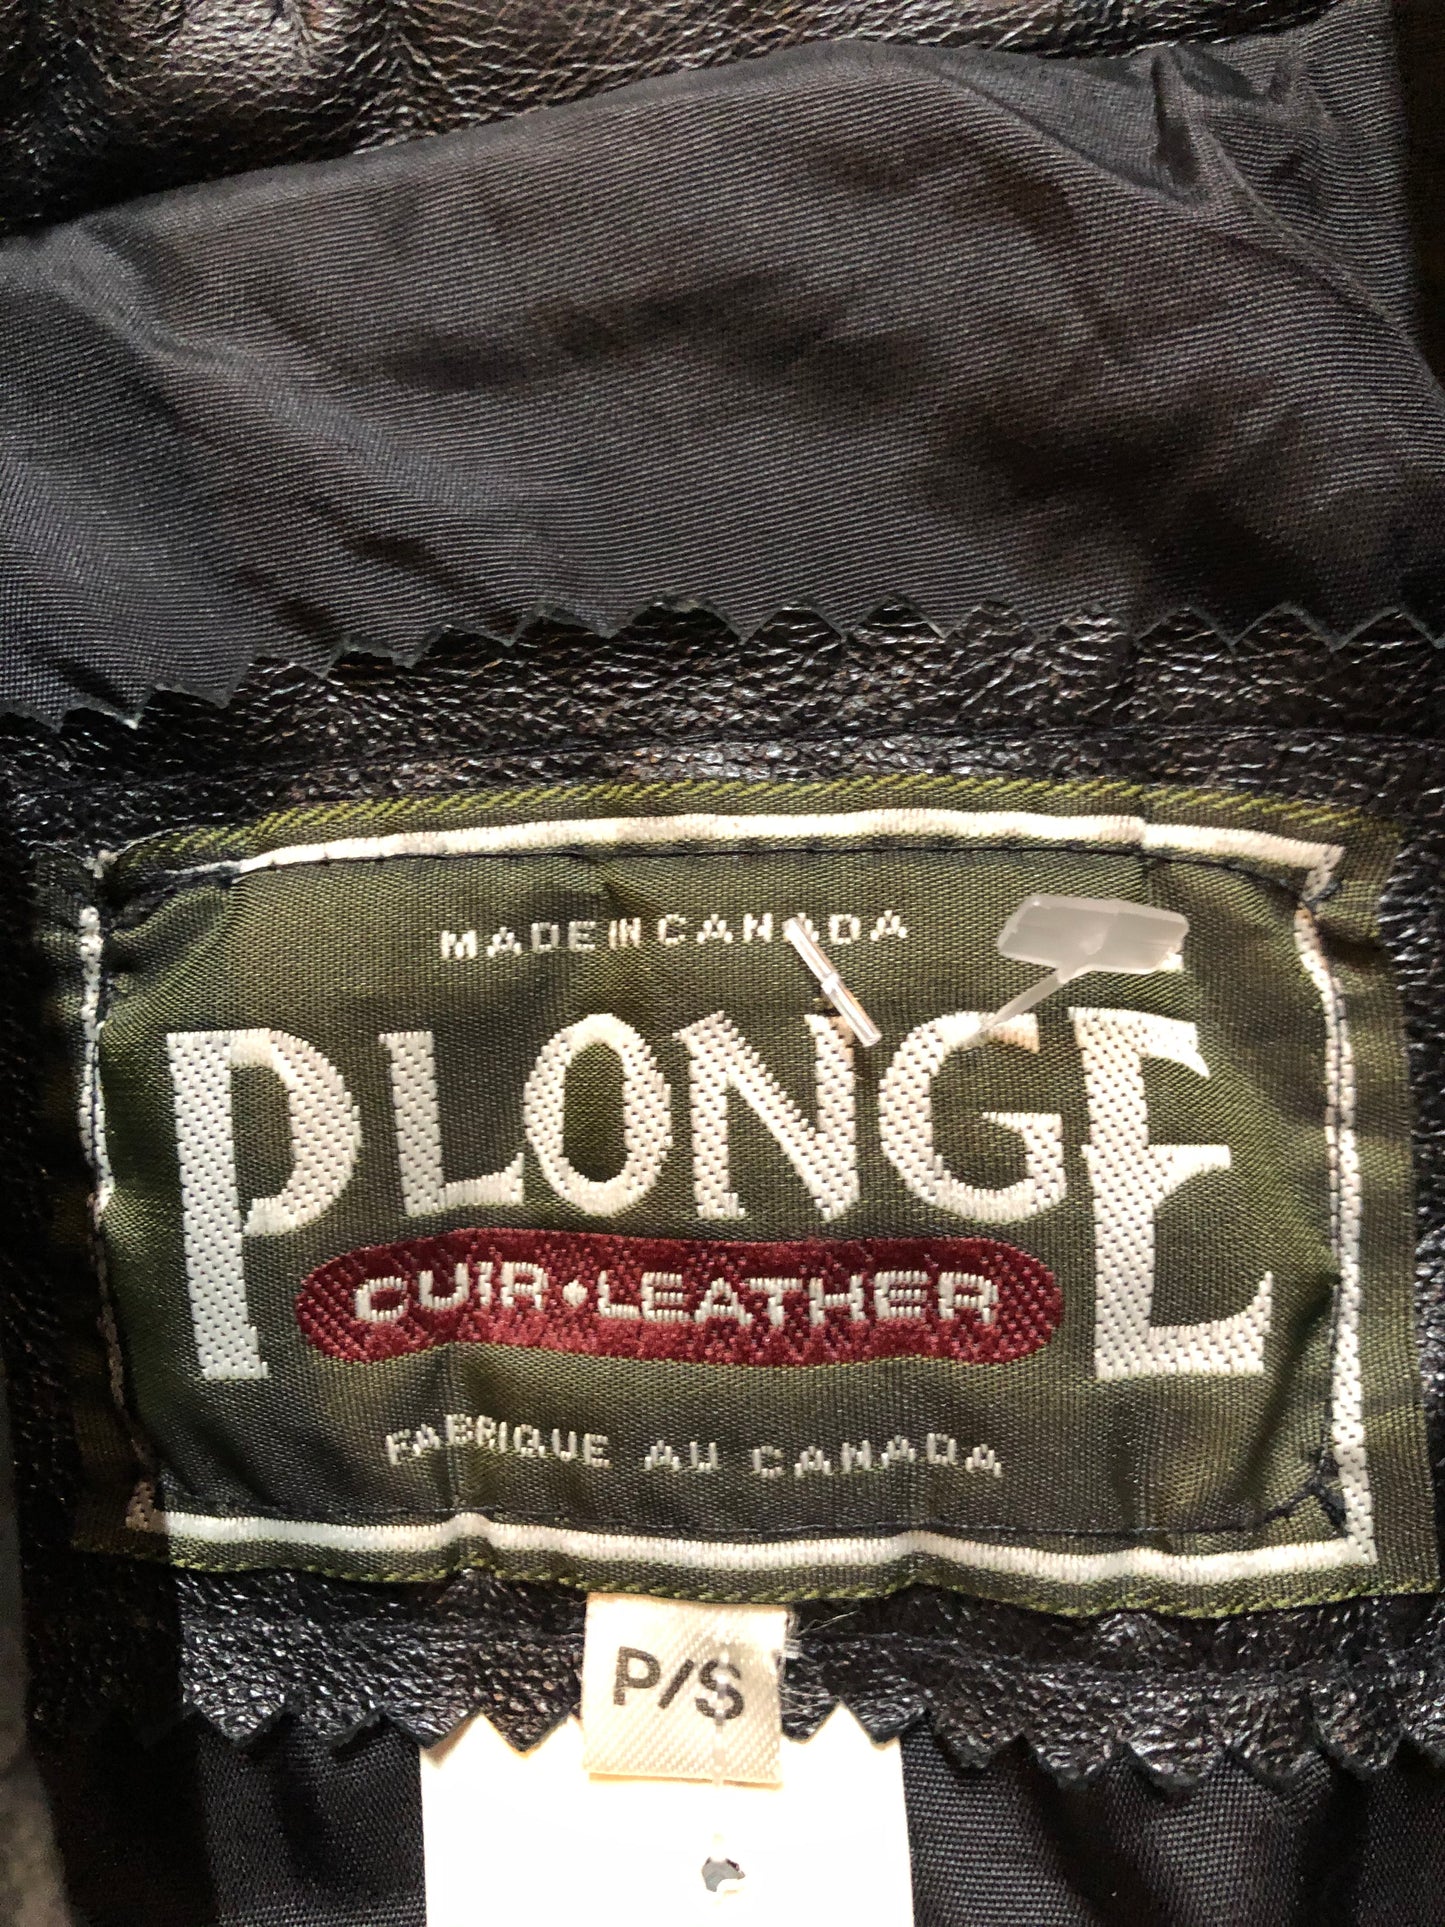 MADE IN CANADA
PLONGE
CUIR • LEATHER
FABRIQUE AU CANADA
P/S